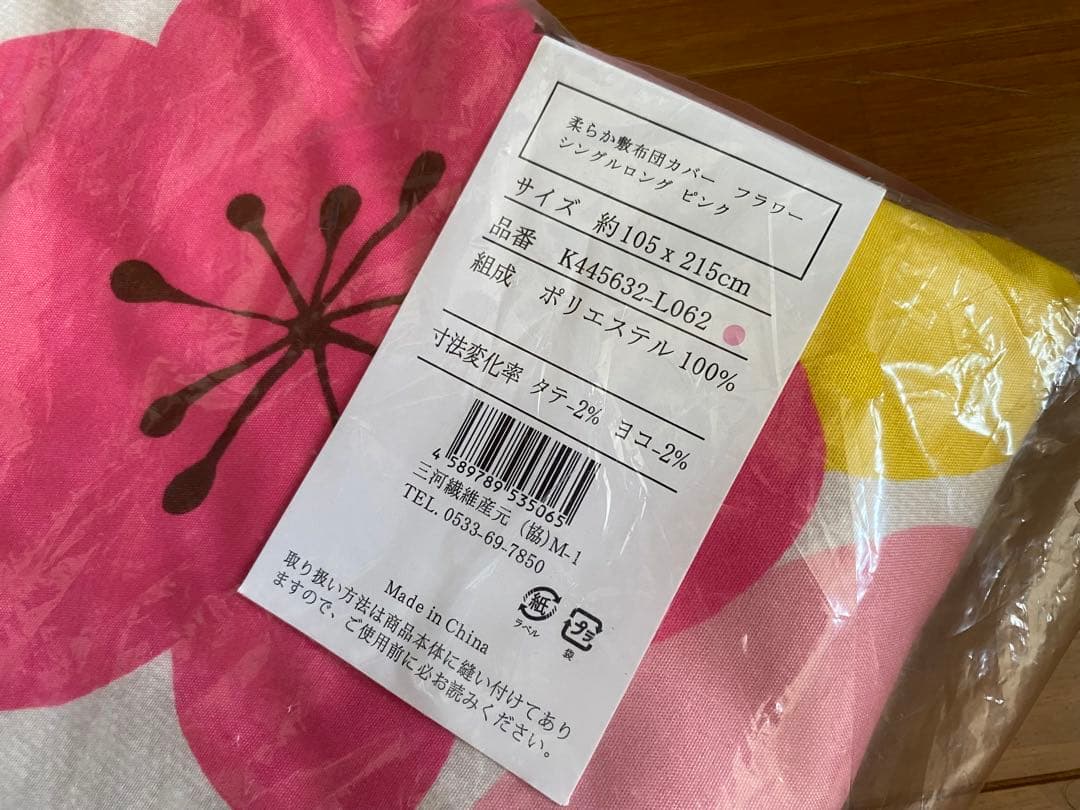 柔らか敷布団カバー　フラワー
シングルロング ピンク
サイズ　約105 x 215cm
品番　K445632-L062
組成　ポリエステル 100%
寸法変化率 タテ-2%　ヨコ-2%
4 589789 535065
三河繊維産元 (協)M-1
TEL. 0533-69-7850
Made in China
紙
ラベル
プラ
袋
取り扱い方法は商品本体に縫い付けてあり
ますので、ご使用前に必お読みください。